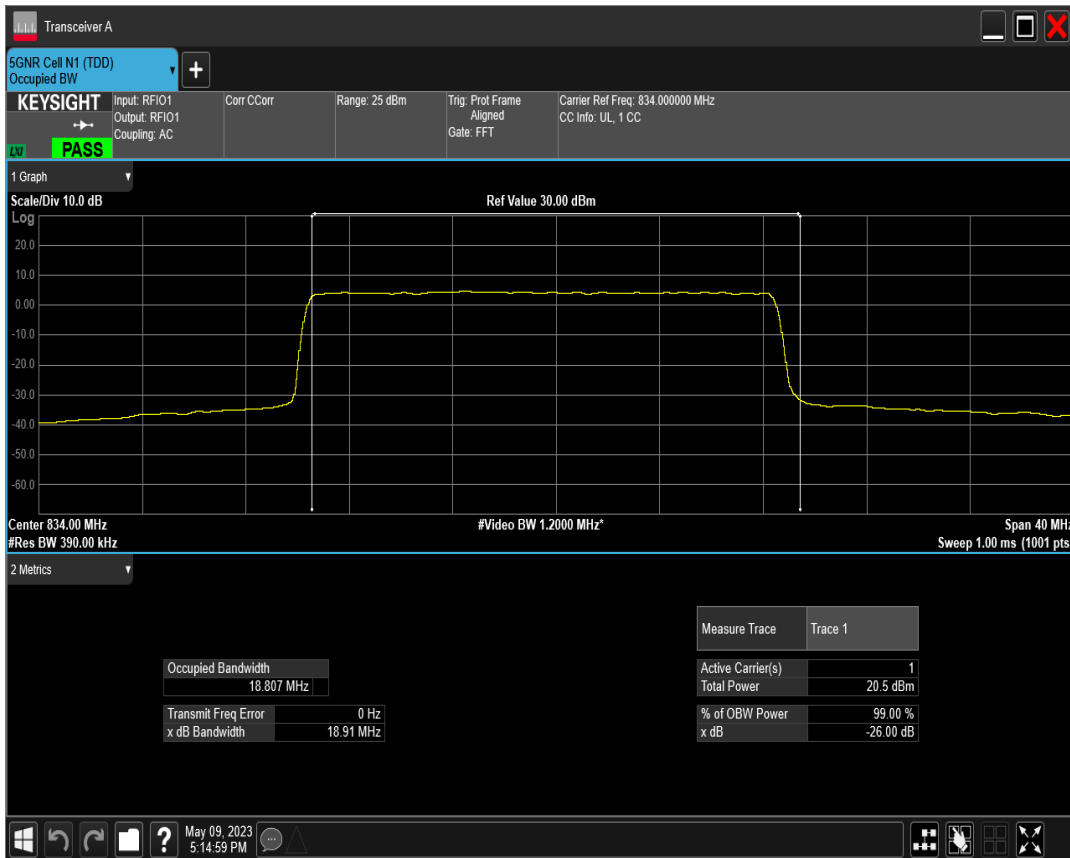 Transceiver A
5GNR Cell N1 (TDD)
Occupied BW
+
KEYSIGHT
LXI
PASS
Input: RFIO1
Output: RFIO1
Coupling: AC
Corr CCorr
Range: 25 dBm
Trig: Prot Frame
Aligned
Gate: FFT
Carrier Ref Freq: 834.000000 MHz
CC Info: UL, 1 CC
1 Graph
Scale/Div 10.0 dB
Ref Value 30.00 dBm
Log
20.0
10.0
0.00
-10.0
-20.0
-30.0
-40.0
-50.0
-60.0
Center 834.00 MHz
#Video BW 1.2000 MHz*
Span 40 MHz
#Res BW 390.00 kHz
Sweep 1.00 ms (1001 pts
2 Metrics
Measure Trace Trace 1
Occupied Bandwidth
18.807 MHz
Active Carrier(s) 1
Total Power 20.5 dBm
Transmit Freq Error 0 Hz
x dB Bandwidth 18.91 MHz
% of OBW Power 99.00 %
x dB -26.00 dB
?
May 09, 2023
5:14:59 PM